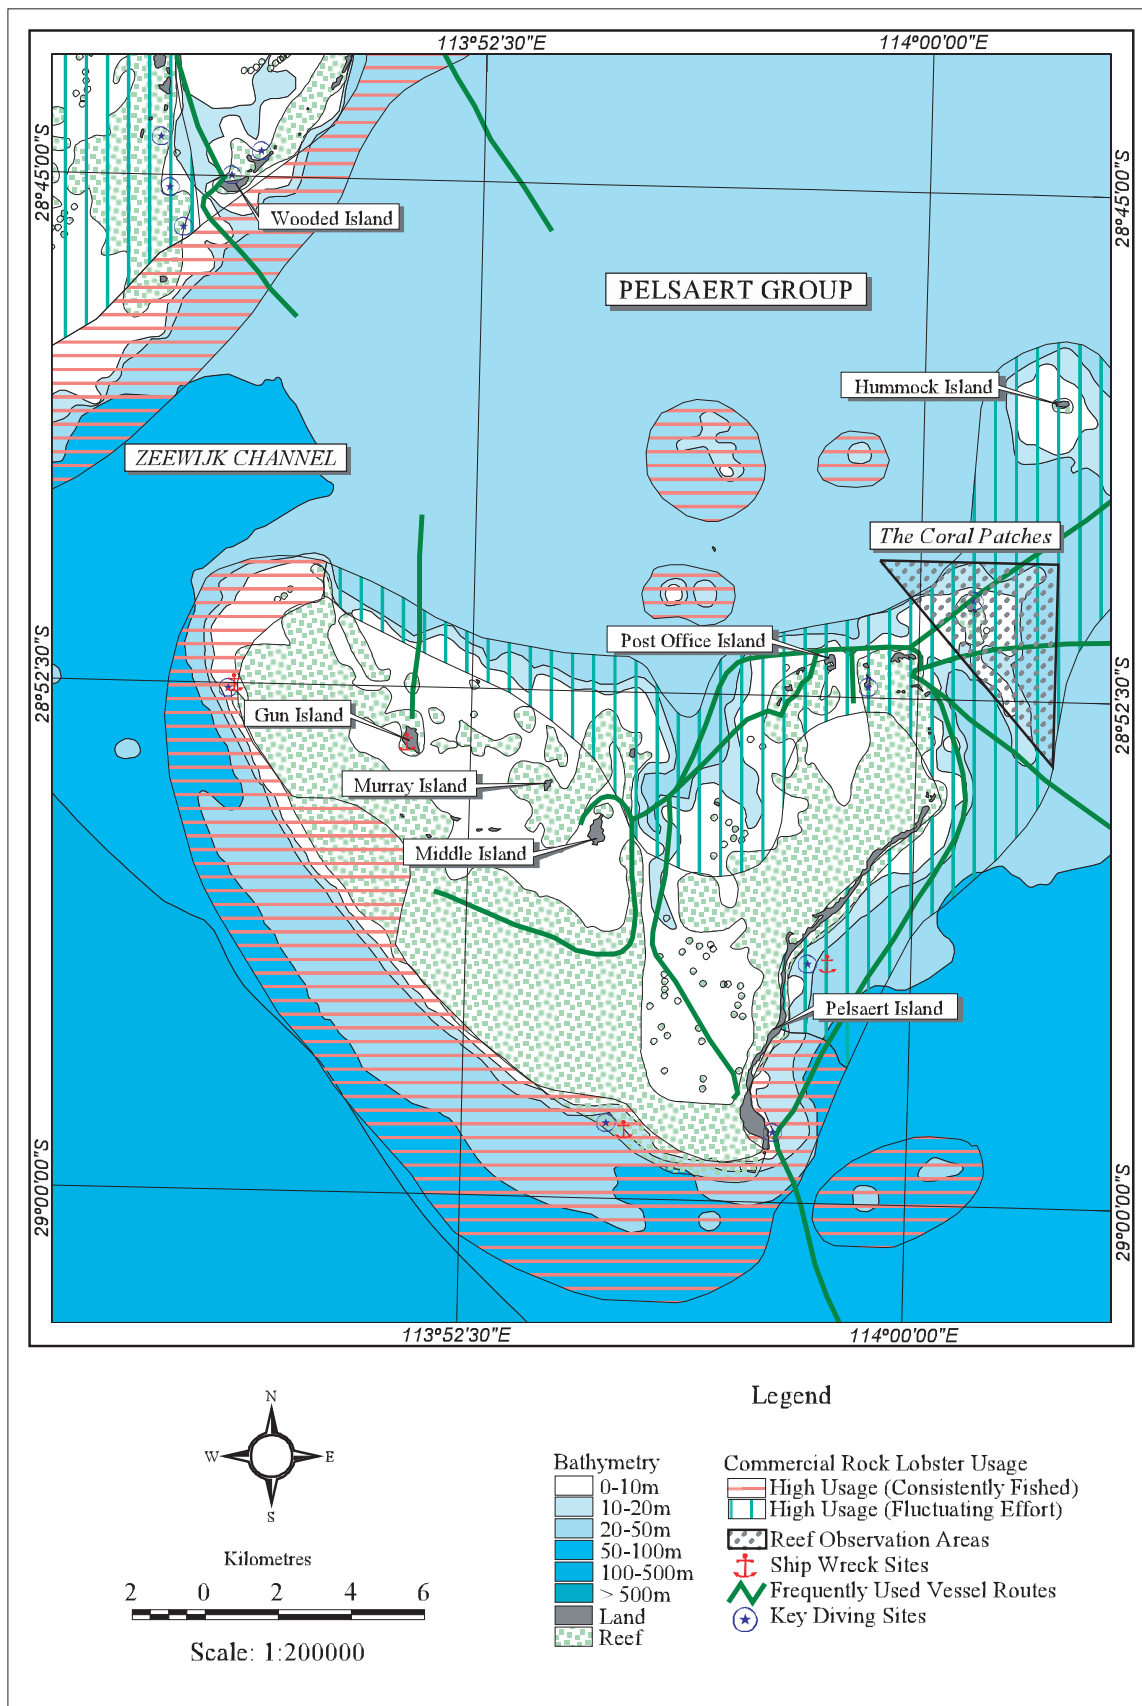 113°52'30"E
114°00'00"E
28°45'00"S
28°45'00"S
Wooded Island
PELSAERT GROUP
Hummock Island
ZEEWIJK CHANNEL
The Coral Patches
Post Office Island
28°52'30"S
28°52'30"S
Gun Island
Murray Island
Middle Island
Pelsaert Island
29°00'00"S
29°00'00"S
113°52'30"E
114°00'00"E
N
W
E
S
Kilometres
2 0 2 4 6
Scale: 1:200000
Legend
Bathymetry
0-10m
10-20m
20-50m
50-100m
100-500m
> 500m
Land
Reef
Commercial Rock Lobster Usage
High Usage (Consistently Fished)
High Usage (Fluctuating Effort)
Reef Observation Areas
Ship Wreck Sites
Frequently Used Vessel Routes
Key Diving Sites